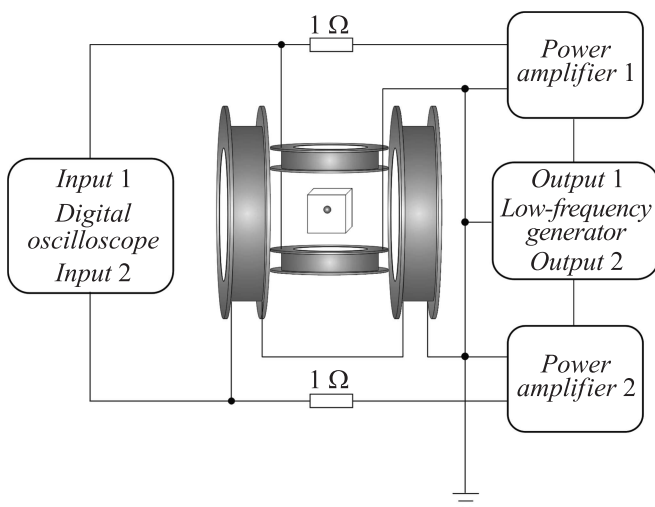 1 Ω
Power
amplifier 1
Input 1
Digital
oscilloscope
Input 2
Output 1
Low-frequency
generator
Output 2
1 Ω
Power
amplifier 2